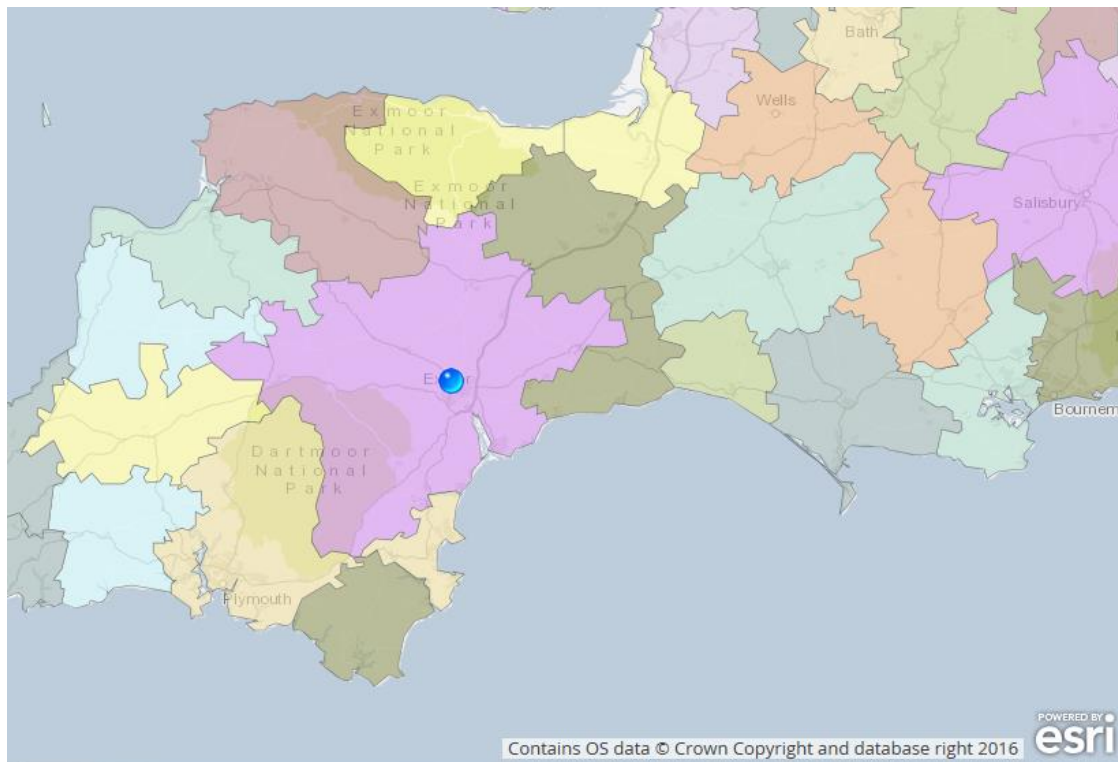 Bath
Wells
Exmoor
National
Park
Exmoor
National
Park
Salisbury
Dartmoor
National
Park
Bournem
Plymouth
POWERED BY
esri
Contains OS data © Crown Copyright and database right 2016